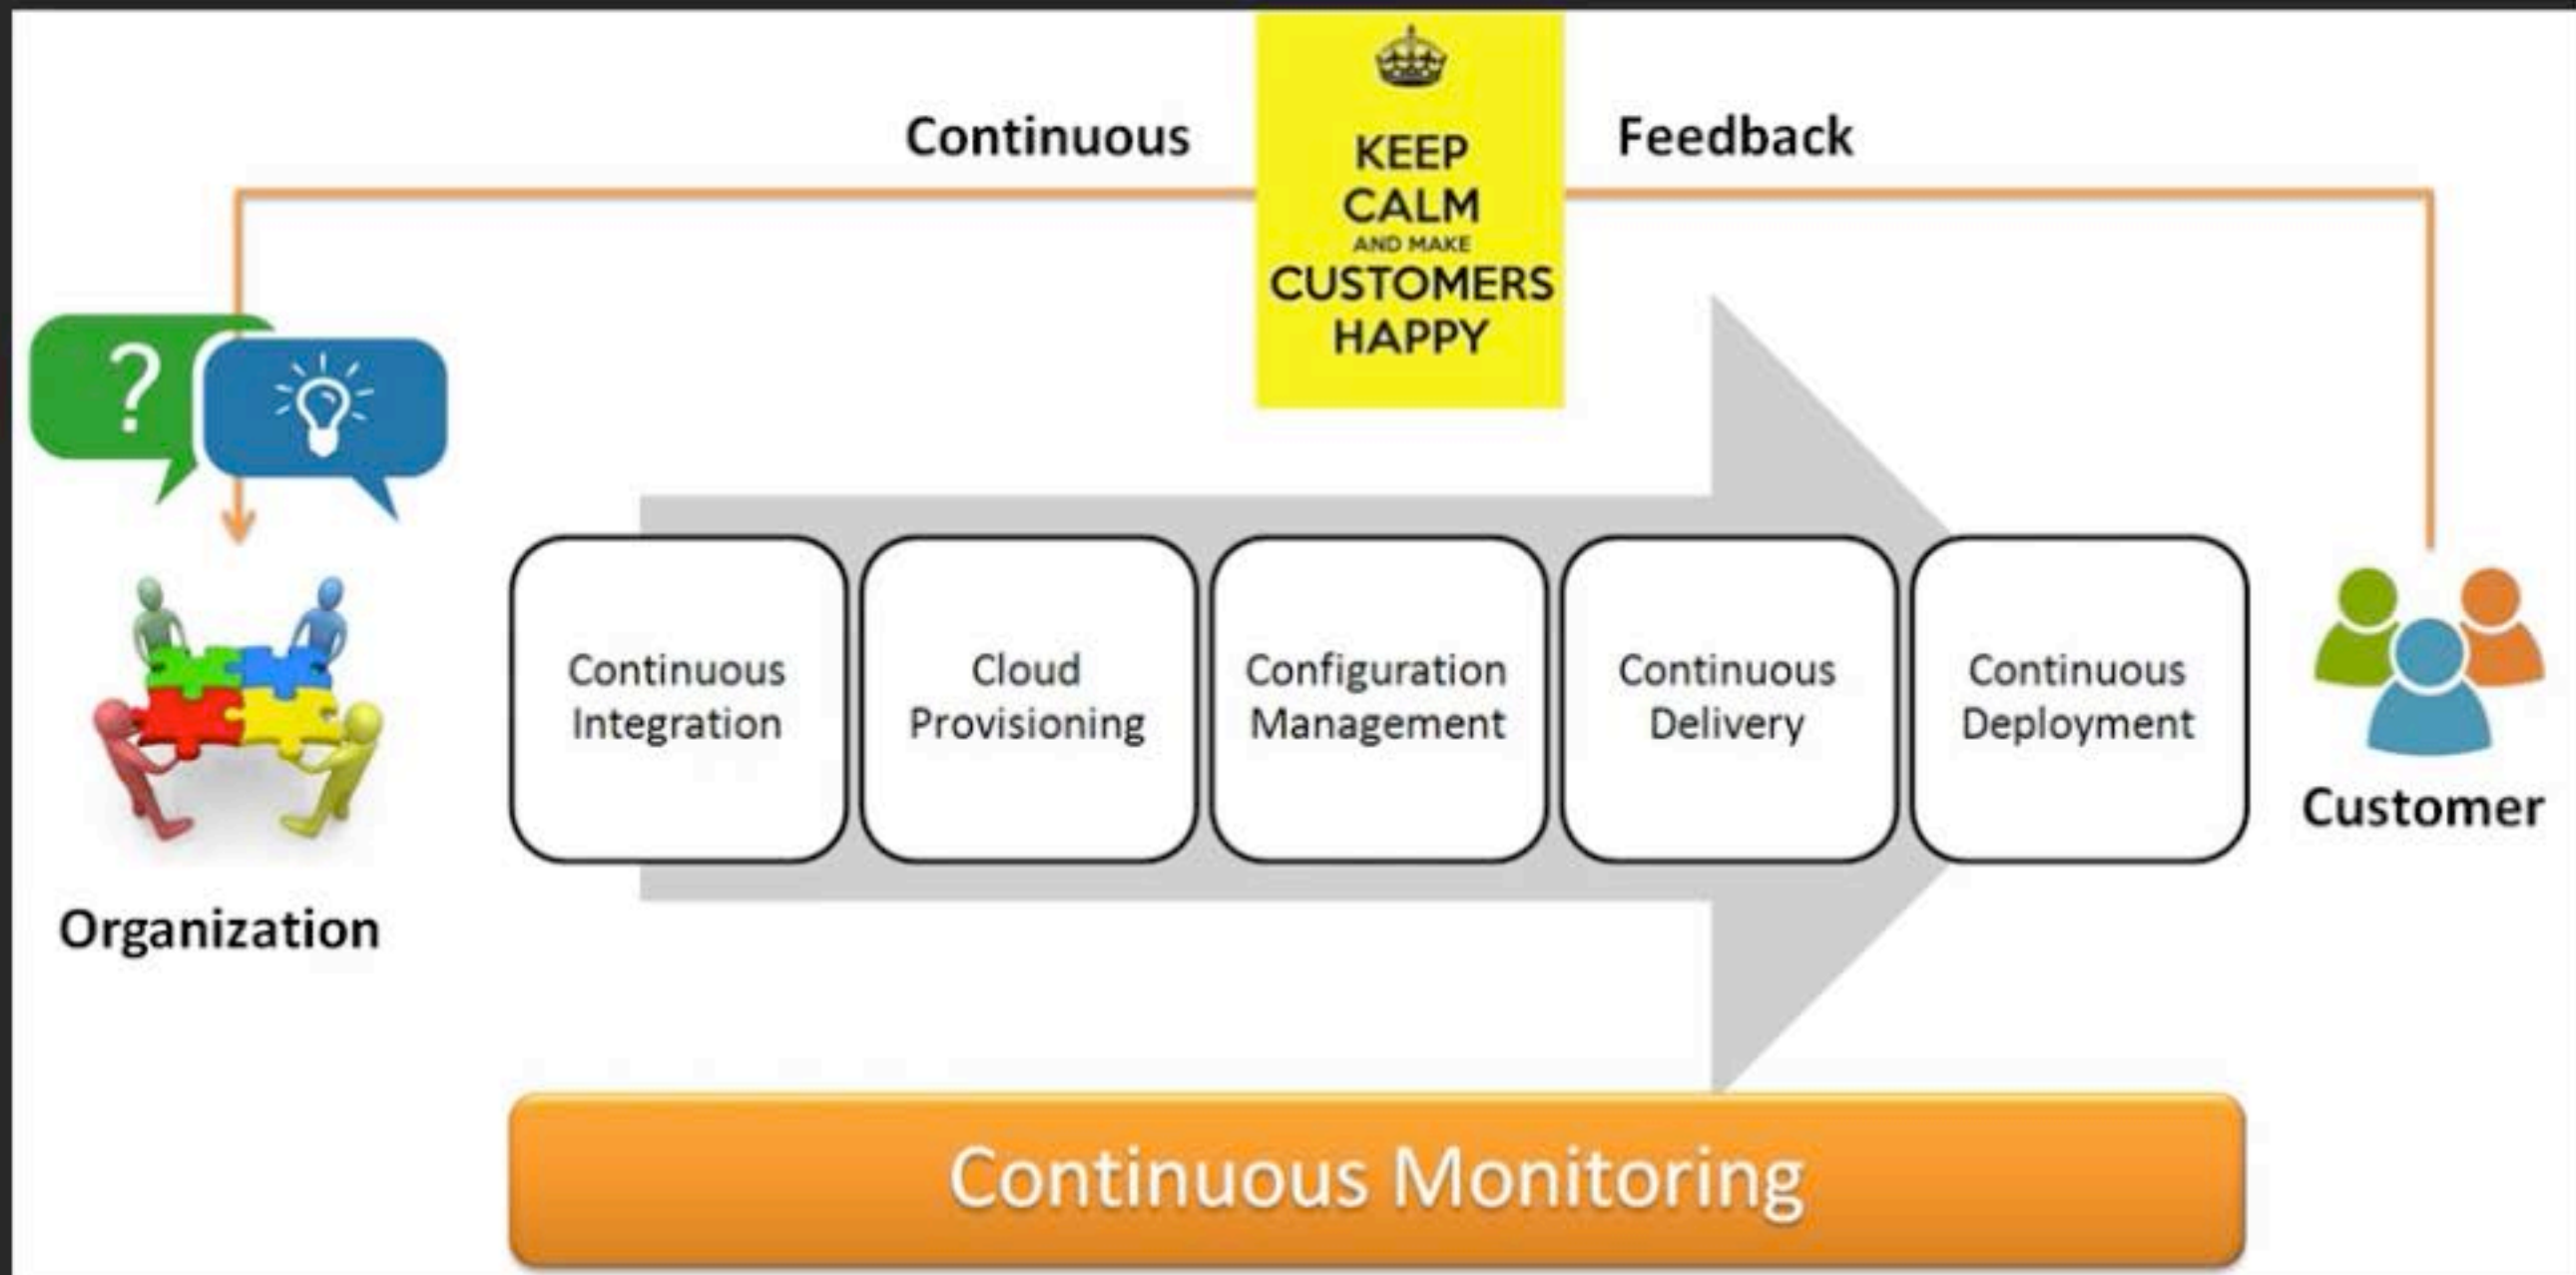 Continuous
KEEP
CALM
AND MAKE
CUSTOMERS
HAPPY
Feedback
?
Continuous
Integration
Cloud
Provisioning
Configuration
Management
Continuous
Delivery
Continuous
Deployment
Organization
Customer
Continuous Monitoring